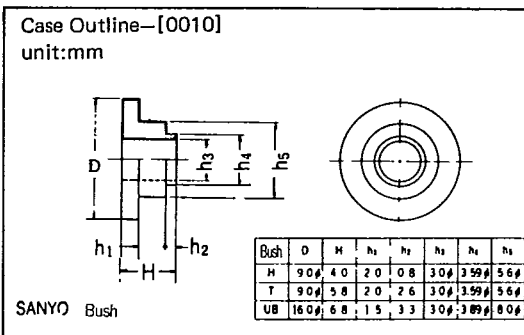 Case Outline—[0010]
unit:mm
D
h₃
h₄
h₅
h₁
h₂
H
Bush D H h₁ h₂ h₃ h₄ h₅
H 9.0ϕ 4.0 2.0 0.8 3.0ϕ 3.59ϕ 5.6ϕ
T 9.0ϕ 5.8 2.0 2.6 3.0ϕ 3.59ϕ 5.6ϕ
UB 16.0ϕ 6.8 1.5 3.3 3.0ϕ 3.89ϕ 8.0ϕ
SANYO Bush